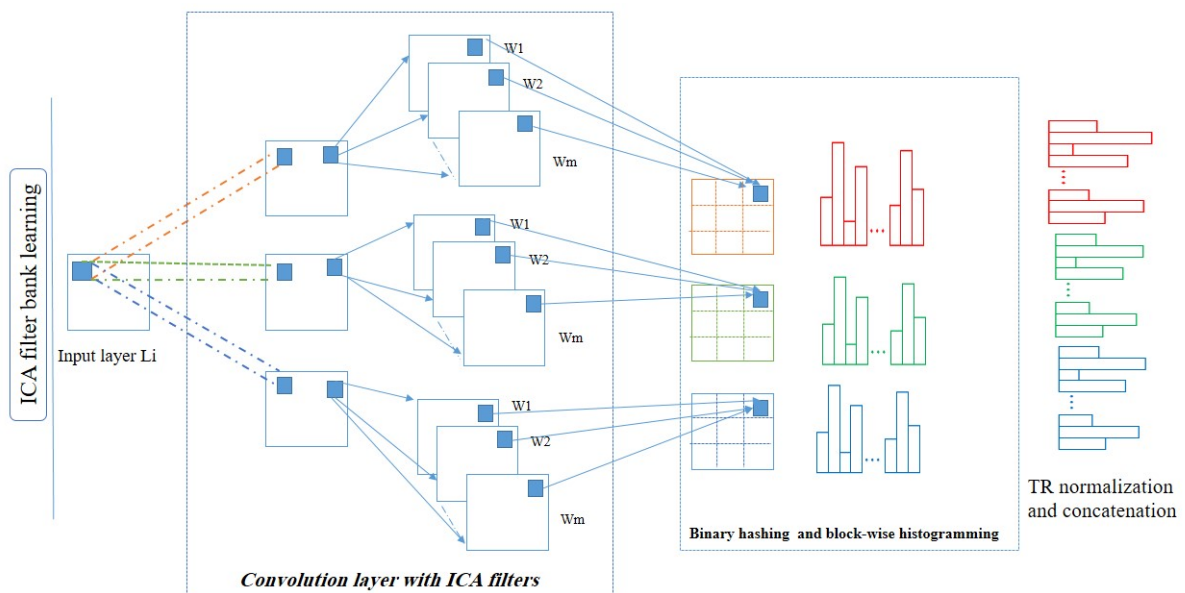 ICA filter bank learning
Input layer Li
W1
W2
Wm
W1
W2
Wm
W1
W2
Wm
Convolution layer with ICA filters
Binary hashing and block-wise histogramming
TR normalization
and concatenation